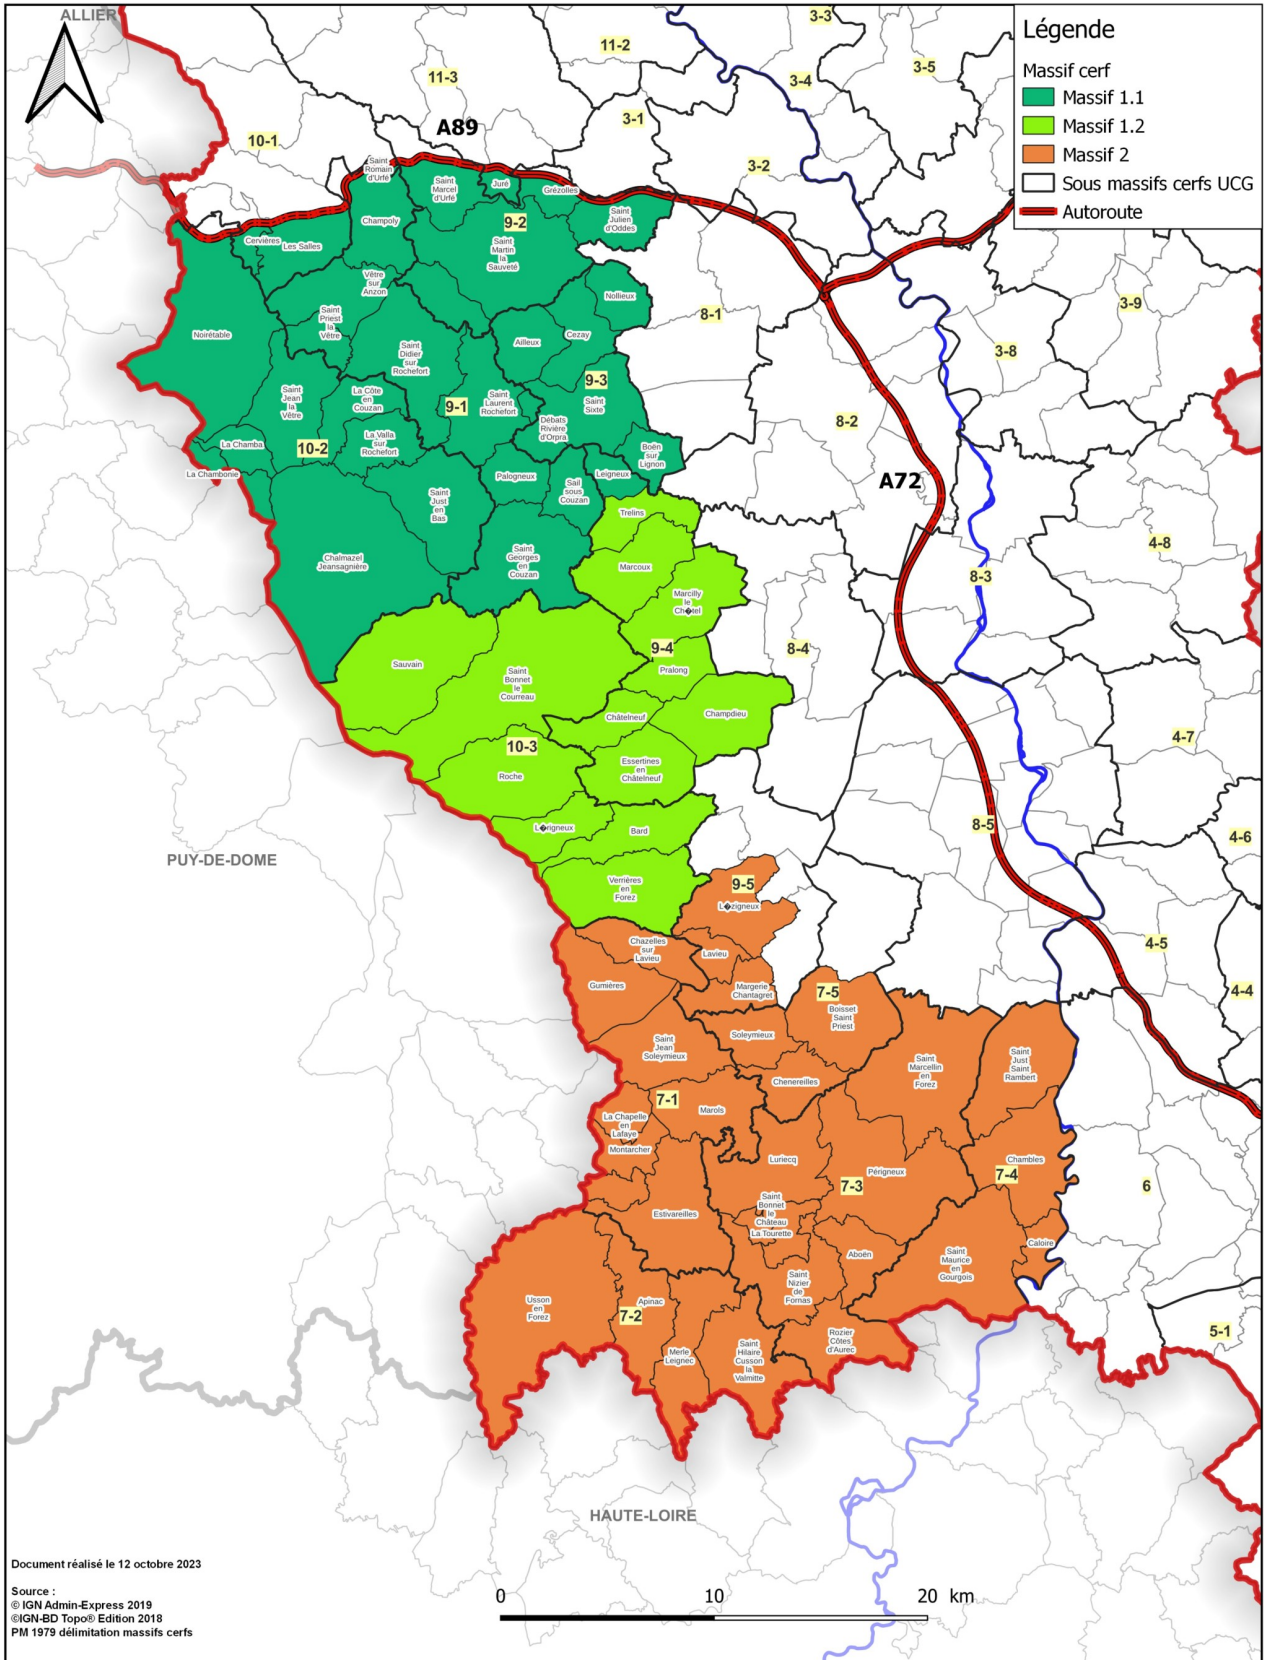 ALLIER
Légende
Massif cerf
Massif 1.1
Massif 1.2
Massif 2
Sous massifs cerfs UCG
Autoroute
3-3
11-2
3-5
11-3
3-4
3-1
A89
10-1
3-2
Saint
Romain
d'Urfé
Saint
Marcel
d'Urfé
Juré
Grézolles
Champoly
9-2
Saint
Julien
d'Oddes
Cervières
Les Salles
Saint
Martin
la
Sauveté
Vêtre
sur
Anzon
Nollieux
3-9
8-1
Saint
Priest
la
Vêtre
Noirétable
Ailleux
Cezay
3-8
Saint
Didier
sur
Rochefort
9-3
Saint
Jean
la
Vêtre
La Côte
en
Couzan
9-1
Saint
Laurent
Rochefort
Saint
Sixte
8-2
Débats
Rivière
d'Orpra
La Chamba
10-2
La Valla
sur
Rochefort
Boën
sur
Lignon
La Chambonie
Palogneux
Leigneux
A72
Sail
sous
Couzan
Saint
Just
en
Bas
Trelins
4-8
Chalmazel
Jeansagnière
Saint
Georges
en
Couzan
Marcoux
8-3
Marcilly
le
Ch�tel
9-4
8-4
Sauvain
Pralong
Saint
Bonnet
le
Courreau
Châtelneuf
Champdieu
4-7
10-3
Roche
Essertines
en
Châtelneuf
8-5
L�rigneux
Bard
4-6
PUY-DE-DOME
Verrières
en
Forez
9-5
L�zigneux
Chazelles
sur
Lavieu
Lavieu
4-5
Gumières
Margerie
Chantagret
7-5
4-4
Boisset
Saint
Priest
Saint
Jean
Soleymieux
Soleymieux
Saint
Marcellin
en
Forez
Saint
Just
Saint
Rambert
Chenereilles
7-1
Marols
La Chapelle
en
Lafaye
Montarcher
Luriecq
Périgneux
Chambles
7-3
7-4
6
Saint
Bonnet
le
Château
Estivareilles
La Tourette
Aboën
Caloire
Saint
Maurice
en
Gourgois
Saint
Nizier
de
Fornas
Usson
en
Forez
Apinac
7-2
5-1
Rozier
Côtes
d'Aurec
Merle
Leignec
Saint
Hilaire
Cusson
la
Valmitte
HAUTE-LOIRE
Document réalisé le 12 octobre 2023
Source :
© IGN Admin-Express 2019
©IGN-BD Topo® Edition 2018
PM 1979 délimitation massifs cerfs
0 10 20 km